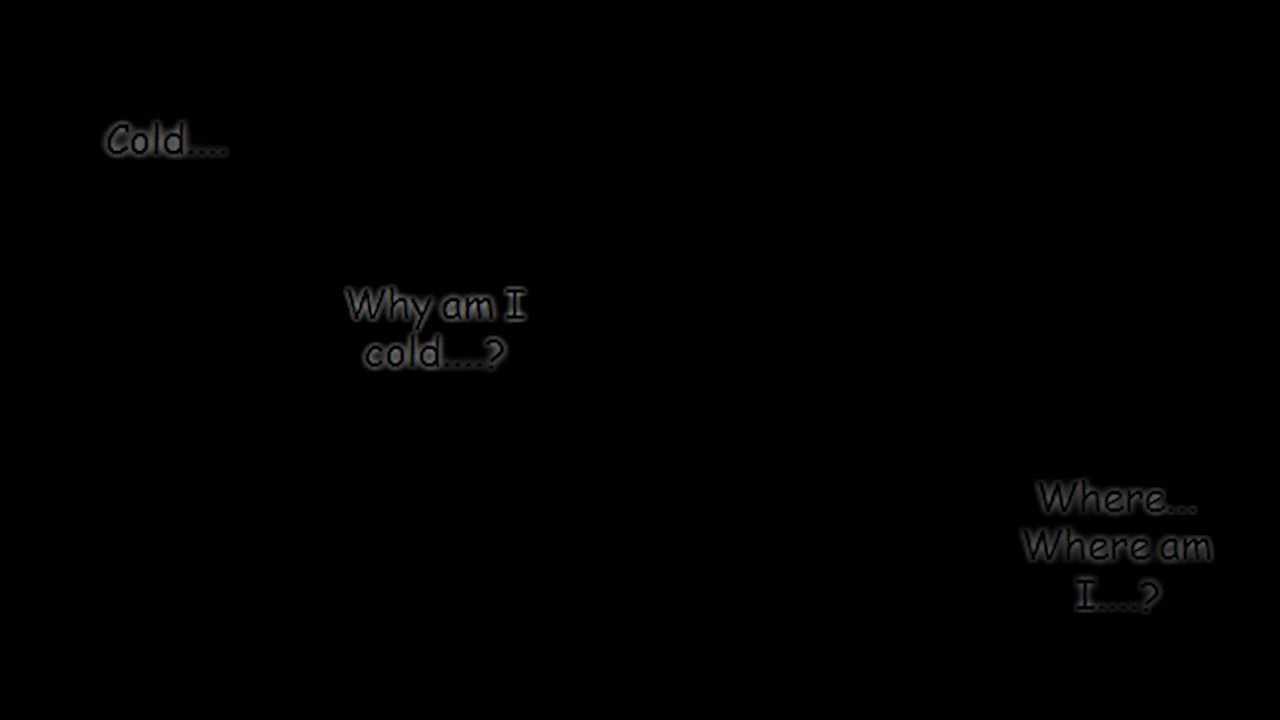 Cold....
Why am I
cold....?
Where...
Where am
I....?